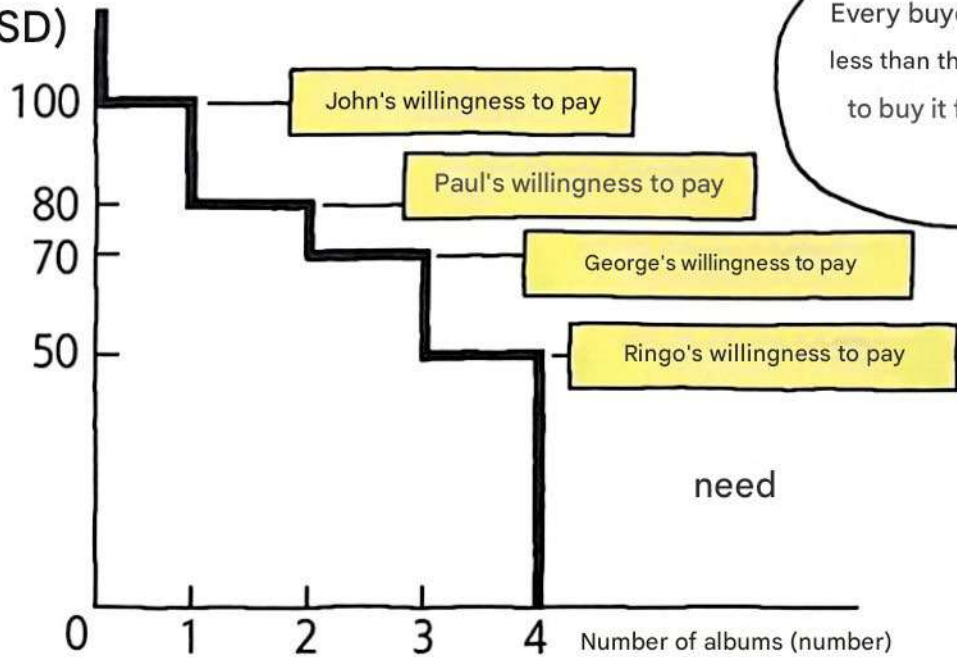 SD)
Every buy
less than th
to buy it f
100
John's willingness to pay
80
Paul's willingness to pay
70
George's willingness to pay
50
Ringo's willingness to pay
need
0 1 2 3 4 Number of albums (number)